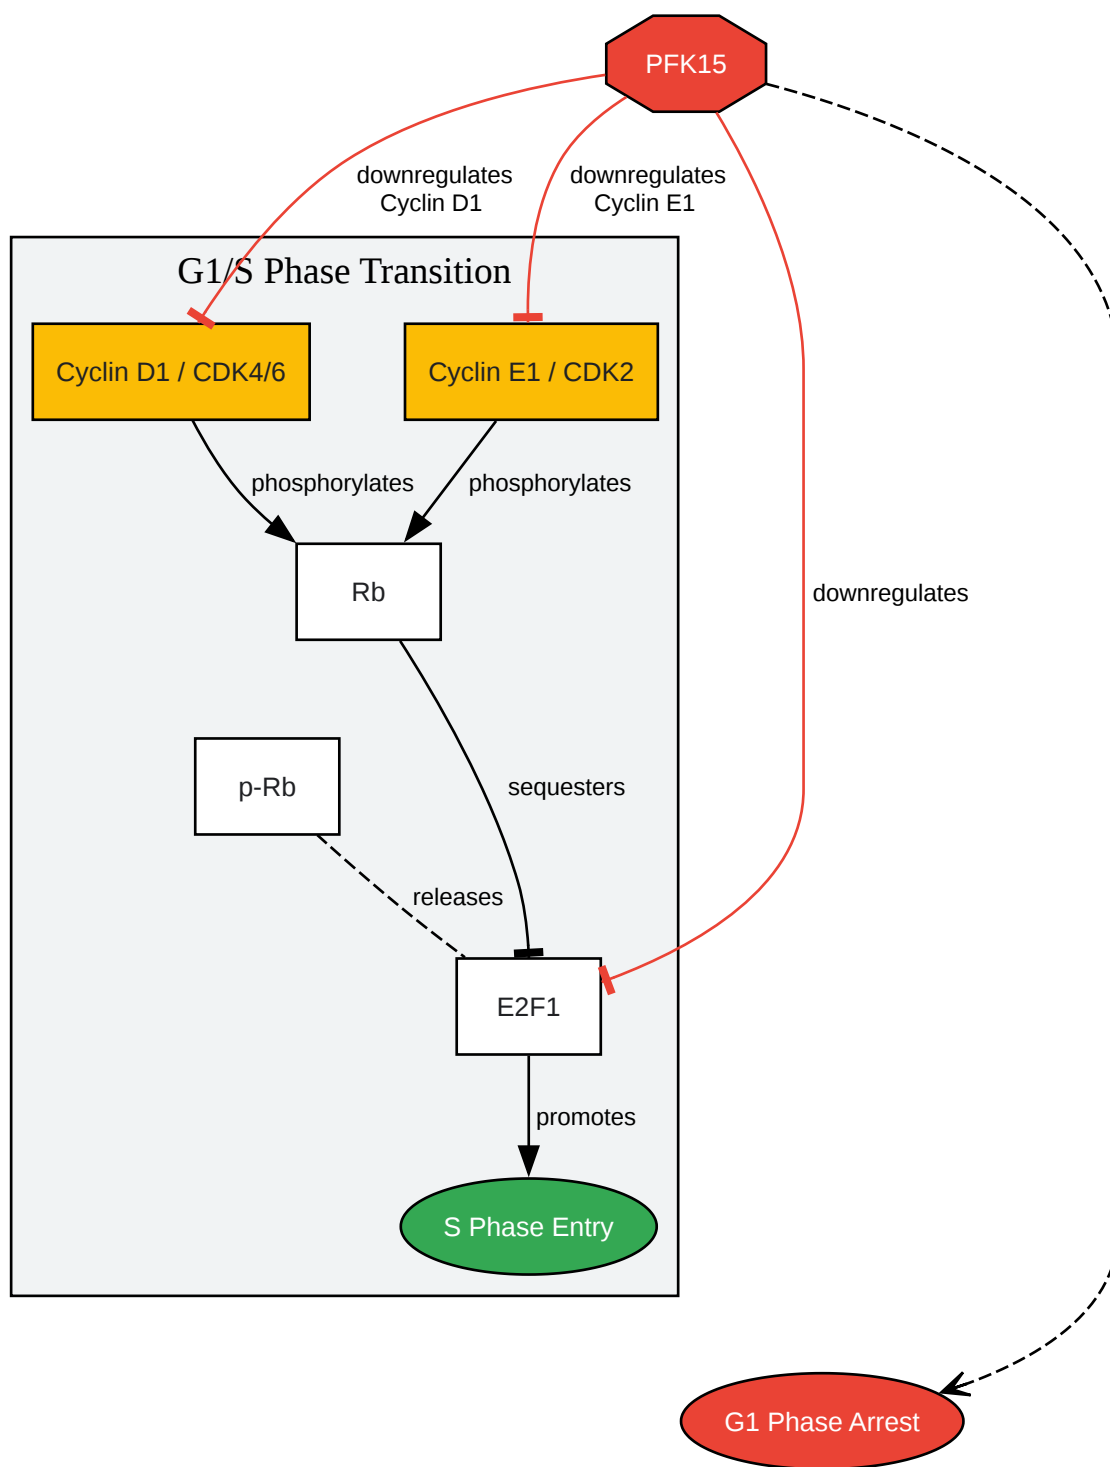 PFK15
downregulates
Cyclin D1
downregulates
Cyclin E1
G1/S Phase Transition
Cyclin D1 / CDK4/6
Cyclin E1 / CDK2
phosphorylates
phosphorylates
Rb
downregulates
p-Rb
sequesters
releases
E2F1
promotes
S Phase Entry
G1 Phase Arrest